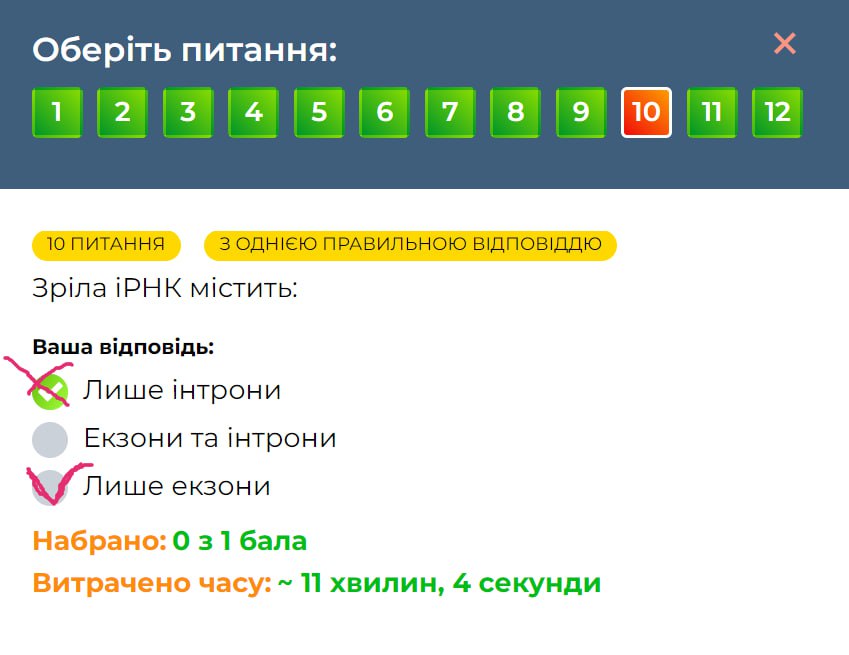 Оберіть питання:
1 2 3 4 5 6 7 8 9 10 11 12
10 ПИТАННЯ З ОДНІЄЮ ПРАВИЛЬНОЮ ВІДПОВІДДЮ
Зріла іРНК містить:
Ваша відповідь:
Лише інтрони
Екзони та інтрони
Лише екзони
Набрано: 0 з 1 бала
Витрачено часу: ~ 11 хвилин, 4 секунди